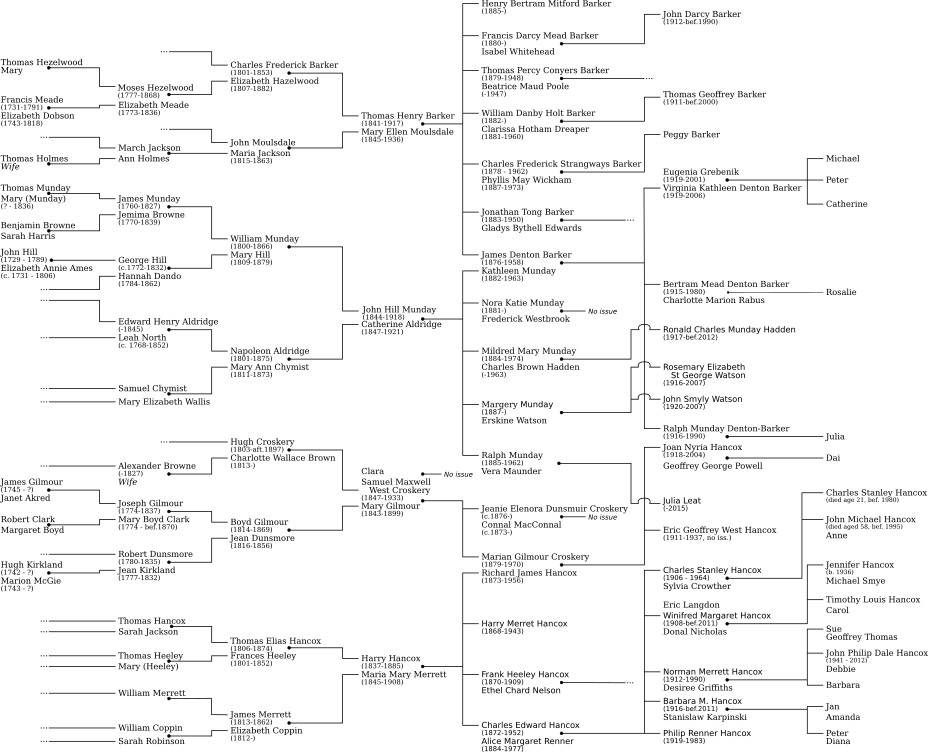 Thomas Hezelwood
Mary
Francis Meade
(1731-1791)
Elizabeth Dobson
(1743-1818)
...
Thomas Holmes
Wife
Thomas Munday
Mary (Munday)
(? - 1836)
Benjamin Browne
Sarah Harris
John Hill
(1729 - 1789)
Elizabeth Annie Ames
(c. 1731 - 1806)
...
...
...
...
...
...
James Gilmour
(1745 - ?)
Janet Akred
Robert Clark
Margaret Boyd
...
Hugh Kirkland
(1742 - ?)
Marion McGie
(1743 - ?)
...
...
...
...
...
...
...
...
...
Moses Hezelwood
(1777-1868)
Elizabeth Meade
(1773-1836)
March Jackson
Ann Holmes
James Munday
(1760-1827)
Jemima Browne
(1770-1839)
George Hill
(c.1772-1832)
Hannah Dando
(1784-1862)
Edward Henry Aldridge
(-1845)
Leah North
(c. 1768-1852)
Samuel Chymist
Mary Elizabeth Wallis
...
Alexander Browne
(-1827)
Wife
Joseph Gilmour
(1774-1837)
Mary Boyd Clark
(1774 - bef.1870)
Robert Dunsmore
(1780-1835)
Jean Kirkland
(1777-1832)
Thomas Hancox
Sarah Jackson
Thomas Heeley
Mary (Heeley)
William Merrett
William Coppin
Sarah Robinson
Charles Frederick Barker
(1801-1853)
Elizabeth Hazelwood
(1807-1882)
John Moulsdale
Maria Jackson
(1815-1863)
William Munday
(1800-1866)
Mary Hill
(1809-1879)
Napoleon Aldridge
(1801-1875)
Mary Ann Chymist
(1811-1873)
Hugh Croskery
(1803-aft.1897)
Charlotte Wallace Brown
(1813-)
Boyd Gilmour
(1814-1869)
Jean Dunsmore
(1816-1856)
Thomas Elias Hancox
(1806-1874)
Frances Heeley
(1801-1852)
James Merrett
(1813-1862)
Elizabeth Coppin
(1812-)
Thomas Henry Barker
(1841-1917)
Mary Ellen Moulsdale
(1845-1936)
John Hill Munday
(1844-1918)
Catherine Aldridge
(1847-1921)
Clara
No issue
Samuel Maxwell
West Croskery
(1847-1933)
Mary Gilmour
(1843-1899)
Harry Hancox
(1837-1885)
Maria Mary Merrett
(1845-1908)
Henry Bertram Mitford Barker
(1885-)
Francis Darcy Mead Barker
(1880-)
Isabel Whitehead
Thomas Percy Conyers Barker
(1879-1948)
...
Beatrice Maud Poole
(-1947)
William Danby Holt Barker
(1882-)
Clarissa Hotham Dreaper
(1881-1960)
Charles Frederick Strangways Barker
(1878 - 1962)
Phyllis May Wickham
(1887-1973)
Jonathan Tong Barker
(1883-1950)
...
Gladys Bythell Edwards
James Denton Barker
(1876-1958)
Kathleen Munday
(1882-1963)
Nora Katie Munday
(1881-)
No issue
Frederick Westbrook
Mildred Mary Munday
(1884-1974)
Charles Brown Hadden
(-1963)
Margery Munday
(1887-)
Erskine Watson
Ralph Munday
(1885-1962)
Vera Maunder
Jeanie Elenora Dunsmuir Croskery
(c.1876-)
No issue
Connal MacConnal
(c.1873-)
Marian Gilmour Croskery
(1879-1970)
Richard James Hancox
(1873-1956)
Harry Merret Hancox
(1868-1943)
Frank Heeley Hancox
(1870-1909)
...
Ethel Chard Nelson
Charles Edward Hancox
(1872-1952)
Alice Margaret Renner
(1884-1977]
John Darcy Barker
(1912-bef.1990)
Thomas Geoffrey Barker
(1911-bef.2000)
Peggy Barker
Eugenia Grebenik
(1919-2001)
Virginia Kathleen Denton Barker
(1919-2006)
Bertram Mead Denton Barker
(1915-1980)
Charlotte Marion Rabus
Ronald Charles Munday Hadden
(1917-bef.2012)
Rosemary Elizabeth
St George Watson
(1916-2007)
John Smyly Watson
(1920-2007)
Ralph Munday Denton-Barker
(1916-1990)
Joan Nyria Hancox
(1918-2004)
Geoffrey George Powell
Julia Leat
(-2015)
Eric Geoffrey West Hancox
(1911-1937, no iss.)
Charles Stanley Hancox
(1906 - 1964)
Sylvia Crowther
Eric Langdon
Winifred Margaret Hancox
(1908-bef.2011)
Donal Nicholas
Norman Merrett Hancox
(1912-1990)
Desiree Griffiths
Barbara M. Hancox
(1916-bef.2011)
Stanislaw Karpinski
Philip Renner Hancox
(1919-1983)
Michael
Peter
Catherine
Rosalie
Julia
Dai
Charles Stanley Hancox
(died age 21, bef. 1980)
John Michael Hancox
(died aged 58, bef. 1995)
Anne
Jennifer Hancox
(b. 1936)
Michael Smye
Timothy Louis Hancox
Carol
Sue
Geoffrey Thomas
John Philip Dale Hancox
(1941 - 2012)
Debbie
Barbara
Jan
Amanda
Peter
Diana